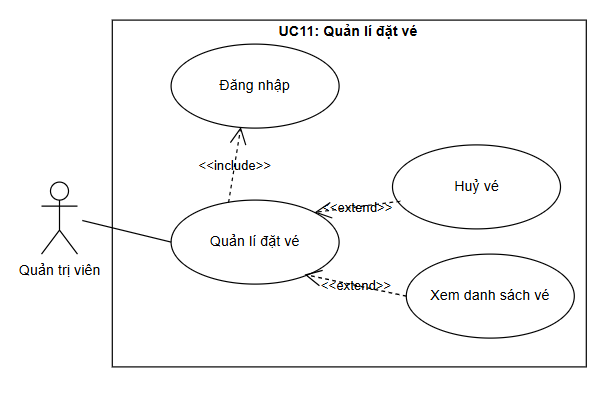 UC11: Quản lí đặt vé
Đăng nhập
<<include>>
Huỷ vé
<<extend>>
Quản lí đặt vé
Quản trị viên
<<extend>>
Xem danh sách vé